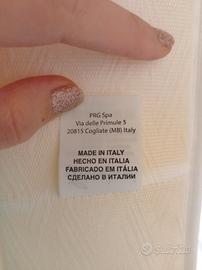 PRG Spa
Via delle Primule 5
20815 Cogliate (MB) Italy
MADE IN ITALY
HECHO EN ITALIA
FABRICADO EM ITÁLIA
СДЕЛАНО В ИТАЛИИ
subito